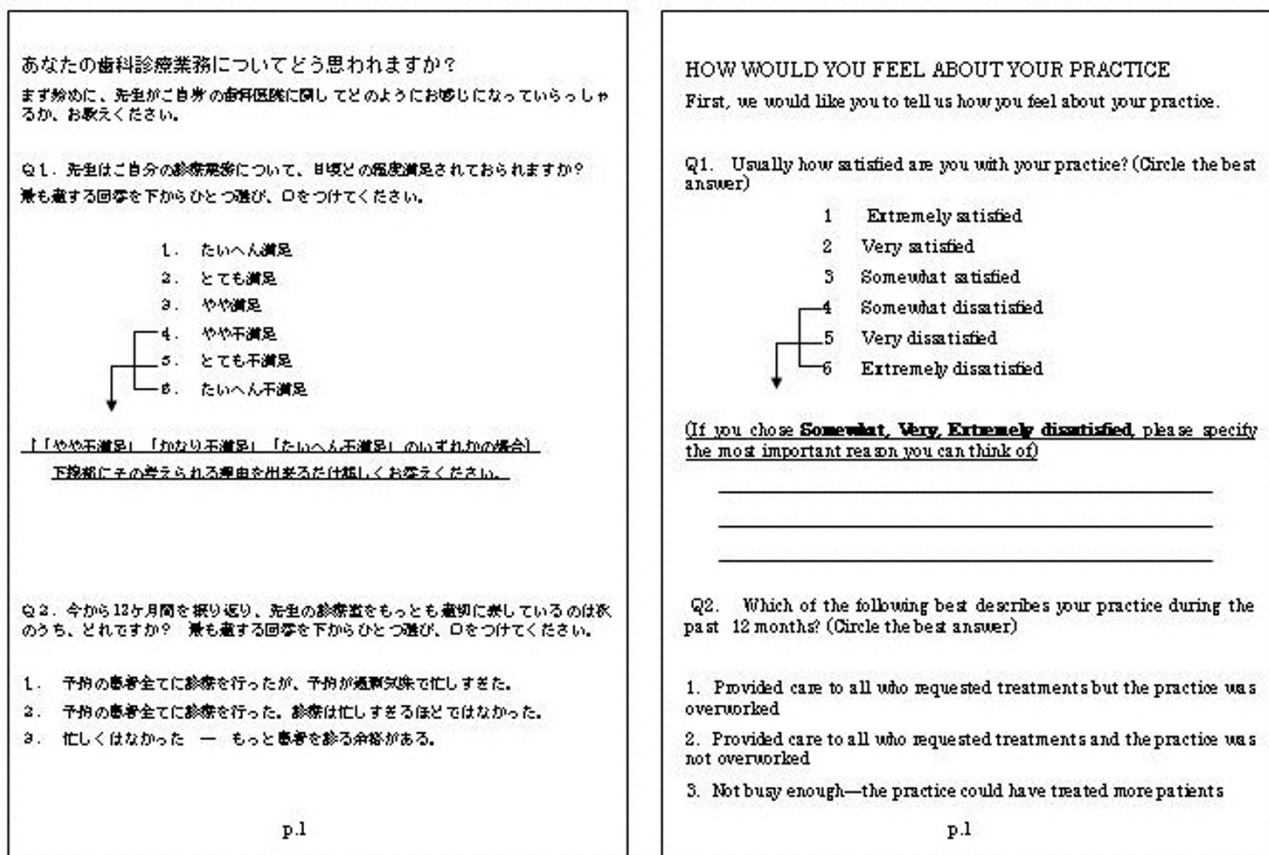 あなたの歯科診療業務についてどう思われますか?
まず始めに、先生がご自身の歯科医院に関してどのようにお感じになっていらっしゃ
るか、お教えください。
Q1. 先生はご自分の診療業務について、日頃どの程度満足されておられますか?
最も適する回答を下からひとつ選び、○をつけてください。
1. たいへん満足
2. とても満足
3. やや満足
4. やや不満足
5. とても不満足
6. たいへん不満足
(「やや不満足」「かなり不満足」「たいへん不満足」のいずれかの場合)
下線部にその考えられる理由を出来るだけ詳しくお答えください。
Q2. 今から12ケ月間を振り返り、先生の診療室をもっとも適切に表しているのは次
のうち、どれですか? 最も適する回答を下からひとつ選び、○をつけてください。
1. 予約の患者全てに診療を行ったが、予約が過剰気味で忙しすぎた。
2. 予約の患者全てに診療を行った。診療は忙しすぎるほどではなかった。
3. 忙しくはなかった ― もっと患者を診る余裕がある。
p.1
HOW WOULD YOU FEEL ABOUT YOUR PRACTICE
First, we would like you to tell us how you feel about your practice.
Q1. Usually how satisfied are you with your practice? (Circle the best
answer)
1 Extremely satisfied
2 Very satisfied
3 Somewhat satisfied
4 Somewhat dissatisfied
5 Very dissatisfied
6 Extremely dissatisfied
(If you chose Somewhat, Very, Extremely dissatisfied, please specify
the most important reason you can think of)
Q2. Which of the following best describes your practice during the
past 12 months? (Circle the best answer)
1. Provided care to all who requested treatments but the practice was
overworked
2. Provided care to all who requested treatments and the practice was
not overworked
3. Not busy enough—the practice could have treated more patients
p.1